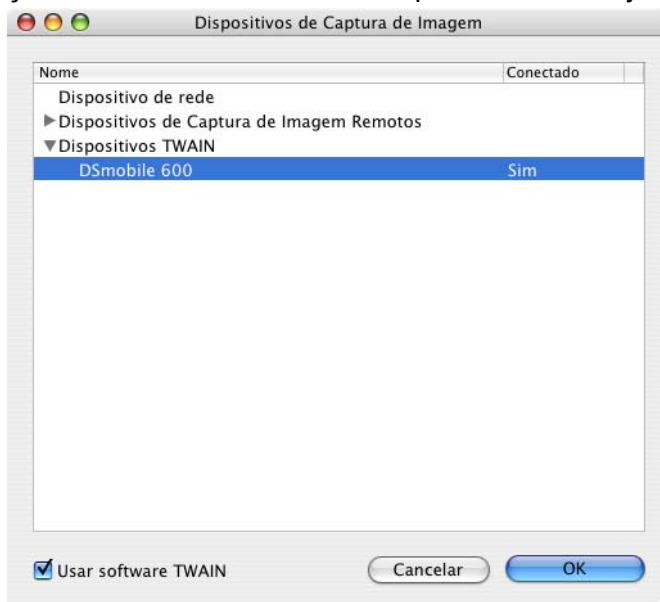 Dispositivos de Captura de Imagem
Nome Conectado
Dispositivo de rede
Dispositivos de Captura de Imagem Remotos
Dispositivos TWAIN
DSmobile 600 Sim
Usar software TWAIN Cancelar OK